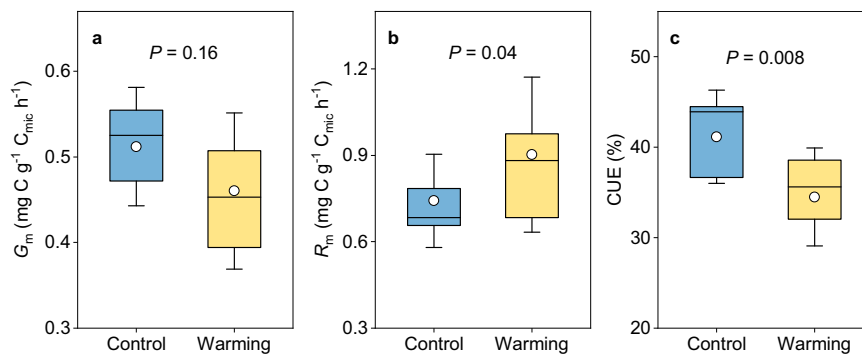 a
P = 0.16
0.6
0.5
0.4
0.3
Gm (mg C g⁻¹ Cmic h⁻¹)
Control Warming
b
P = 0.04
1.2
0.9
0.6
0.3
Rm (mg C g⁻¹ Cmic h⁻¹)
Control Warming
c
P = 0.008
50
40
30
20
CUE (%)
Control Warming